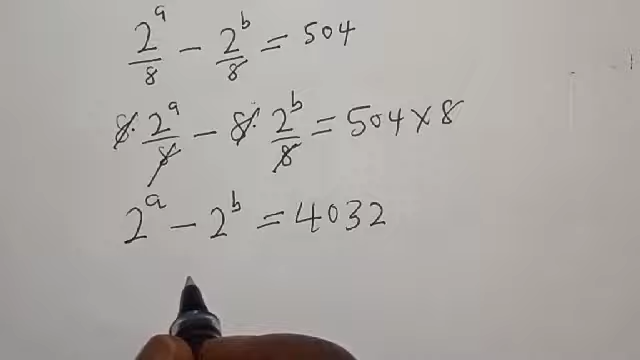 2^a/8 − 2^b/8 = 504
8·2^a/8 − 8·2^b/8 = 504×8
2^a − 2^b = 4032